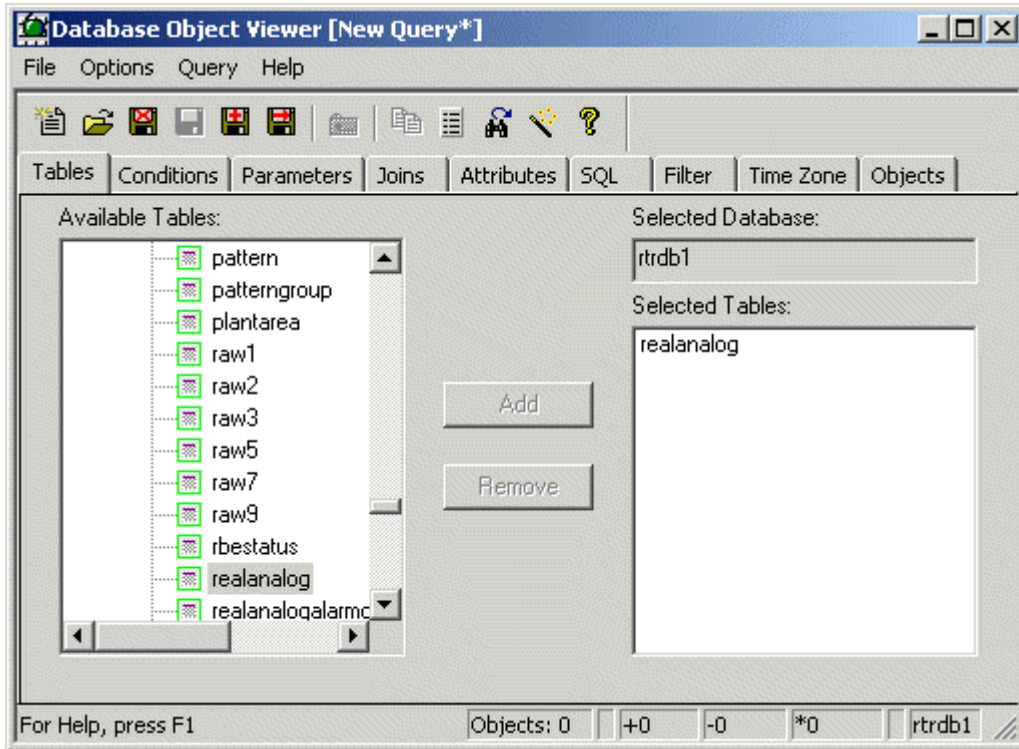 Database Object Viewer [New Query*]
File Options Query Help
Tables Conditions Parameters Joins Attributes SQL Filter Time Zone Objects
Available Tables:
pattern
patterngroup
plantarea
raw1
raw2
raw3
raw5
raw7
raw9
rbestatus
realanalog
realanalogalarmc
Add
Remove
Selected Database:
rtrdb1
Selected Tables:
realanalog
For Help, press F1 Objects: 0 +0 -0 *0 rtrdb1